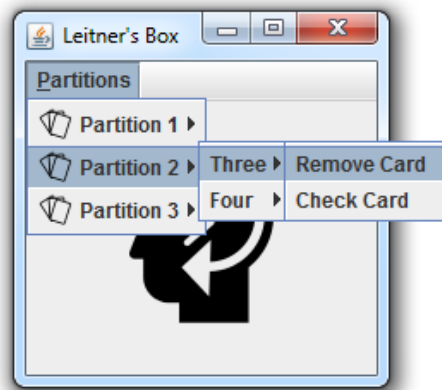 Leitner's Box
Partitions
Partition 1
Partition 2 Three Remove Card
Partition 3 Four Check Card